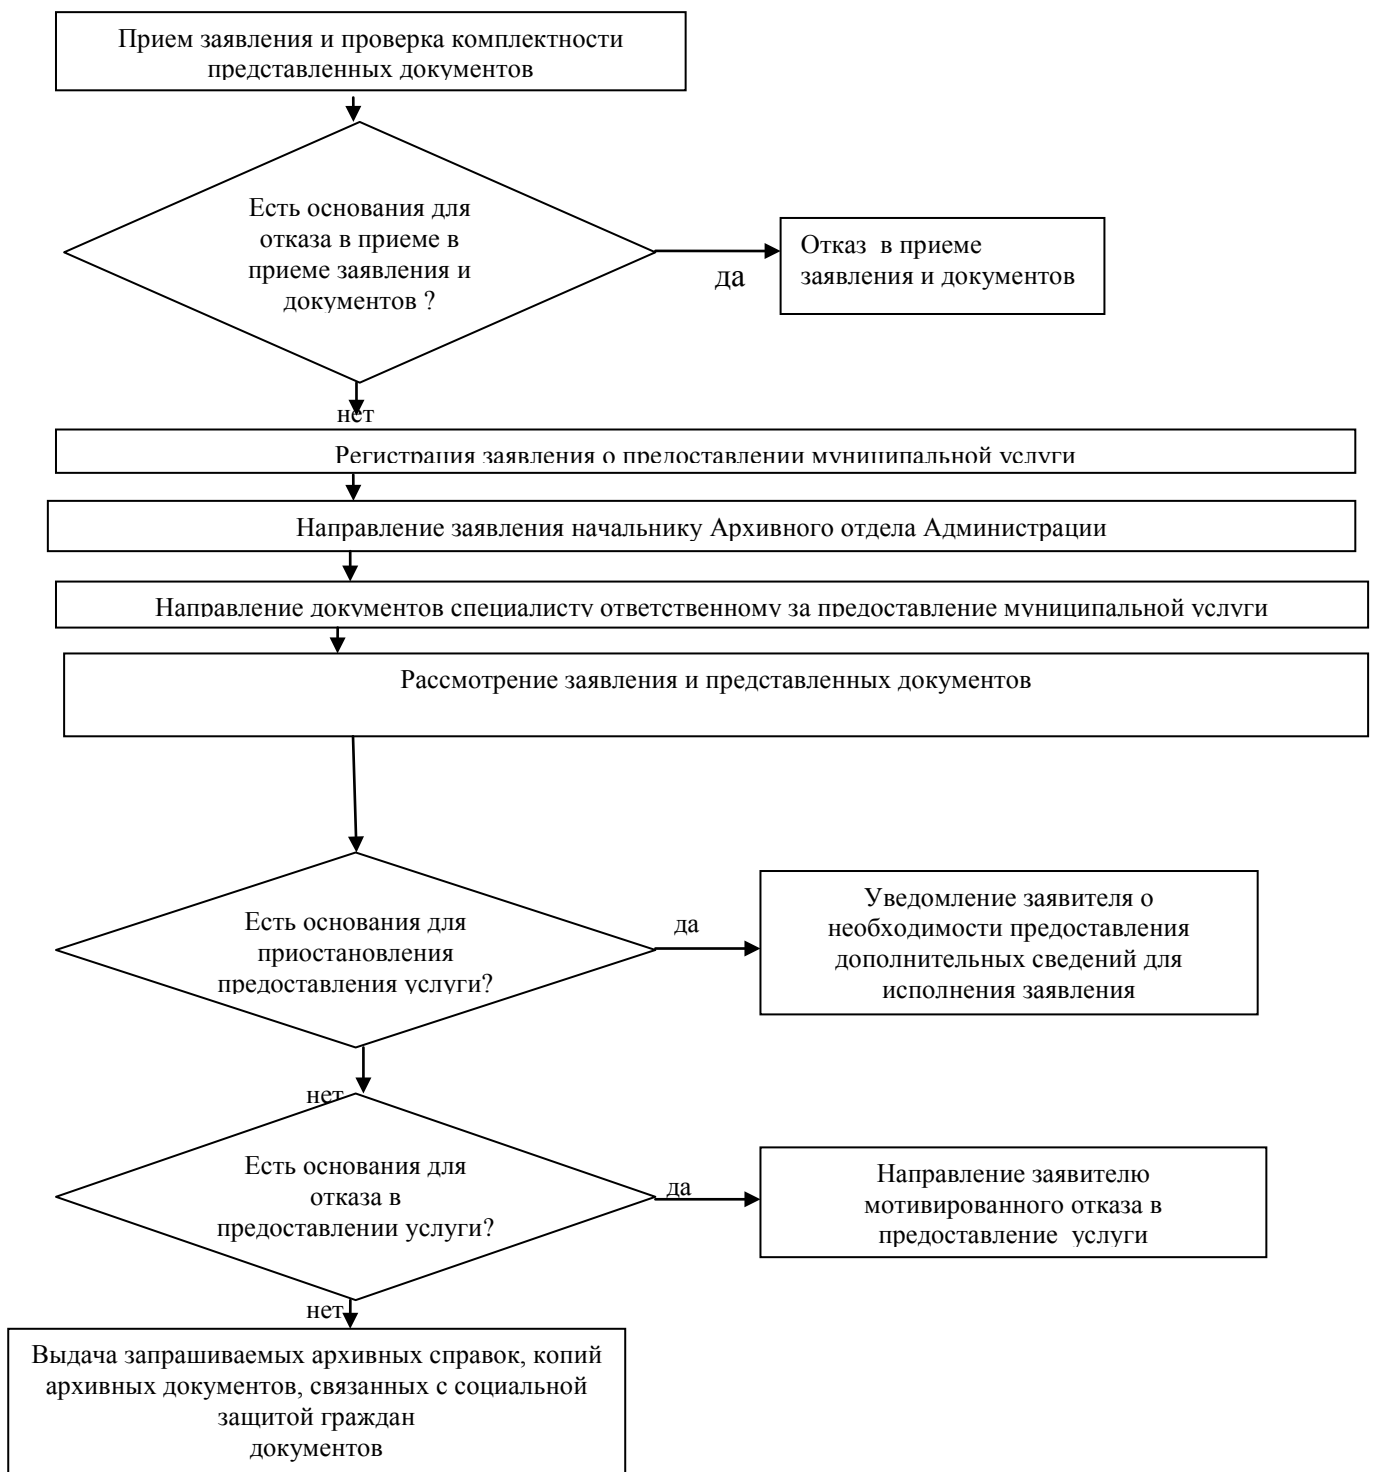 Прием заявления и проверка комплектности
представленных документов
Есть основания для
отказа в приеме в
приеме заявления и
документов ?
да
Отказ  в приеме
заявления и документов
нет
Регистрация заявления о предоставлении муниципальной услуги
Направление заявления начальнику Архивного отдела Администрации
Направление документов специалисту ответственному за предоставление муниципальной услуги
Рассмотрение заявления и представленных документов
Есть основания для
приостановления
предоставления услуги?
да
Уведомление заявителя о
необходимости предоставления
дополнительных сведений для
исполнения заявления
нет
Есть основания для
отказа в
предоставлении услуги?
да
Направление заявителю
мотивированного отказа в
предоставление  услуги
нет
Выдача запрашиваемых архивных справок, копий
архивных документов, связанных с социальной
защитой граждан
документов